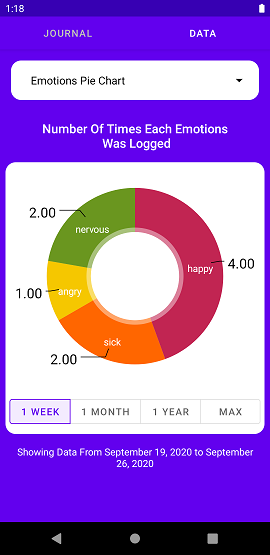 1:18
JOURNAL
DATA
Emotions Pie Chart
Number Of Times Each Emotions
Was Logged
2.00
nervous
happy
4.00
1.00
angry
sick
2.00
1 WEEK
1 MONTH
1 YEAR
MAX
Showing Data From September 19, 2020 to September
26, 2020